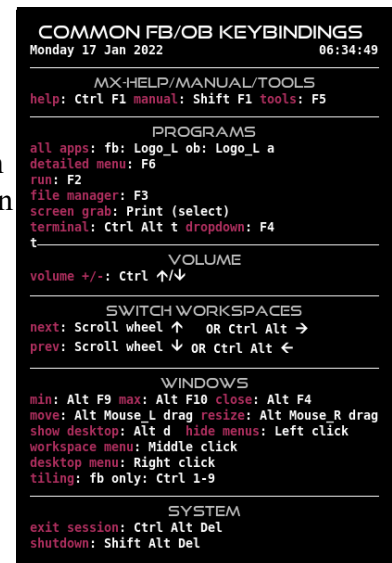 COMMON FB/OB KEYBINDINGS
Monday 17 Jan 2022 06:34:49
MX-HELP/MANUAL/TOOLS
help: Ctrl F1 manual: Shift F1 tools: F5
PROGRAMS
all apps: fb: Logo_L ob: Logo_L a
detailed menu: F6
run: F2
file manager: F3
screen grab: Print (select)
terminal: Ctrl Alt t dropdown: F4
t
VOLUME
volume +/-: Ctrl ↑/↓
SWITCH WORKSPACES
next: Scroll wheel ↑ OR Ctrl Alt →
prev: Scroll wheel ↓ OR Ctrl Alt ←
WINDOWS
min: Alt F9 max: Alt F10 close: Alt F4
move: Alt Mouse_L drag resize: Alt Mouse_R drag
show desktop: Alt d hide menus: Left click
workspace menu: Middle click
desktop menu: Right click
tiling: fb only: Ctrl 1-9
SYSTEM
exit session: Ctrl Alt Del
shutdown: Shift Alt Del